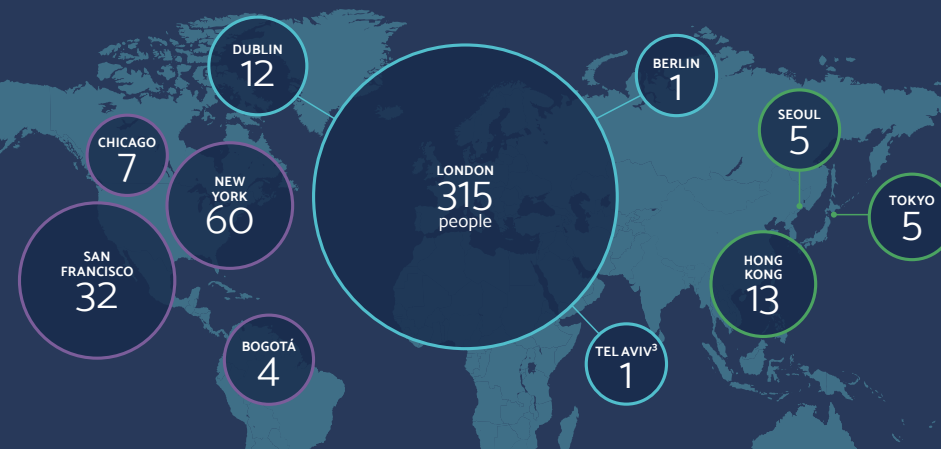 DUBLIN
12
BERLIN
1
CHICAGO
7
NEW
YORK
60
LONDON
315
people
SEOUL
5
TOKYO
5
SAN
FRANCISCO
32
HONG
KONG
13
BOGOTÁ
4
TEL AVIV³
1